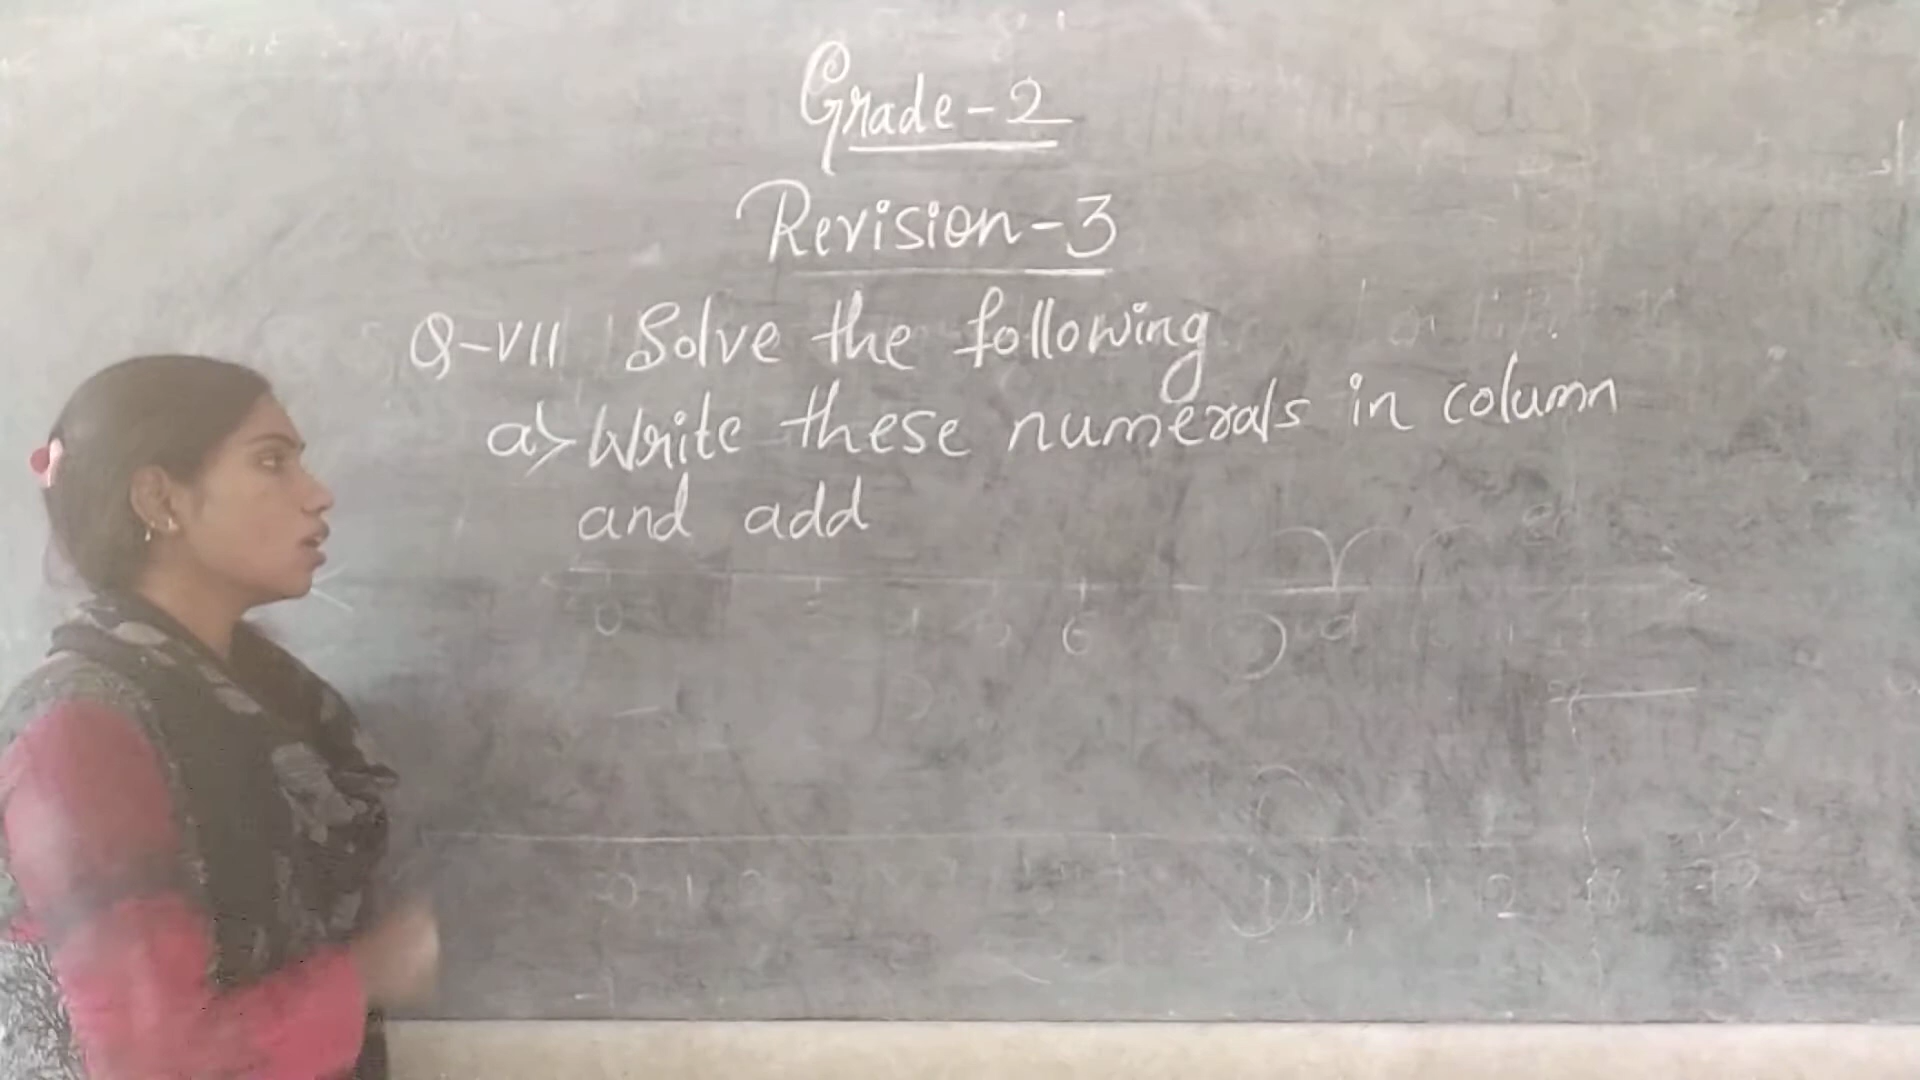 Grade-2
Revision-3
Q-VII Solve the following
a) Write these numerals in column
and add